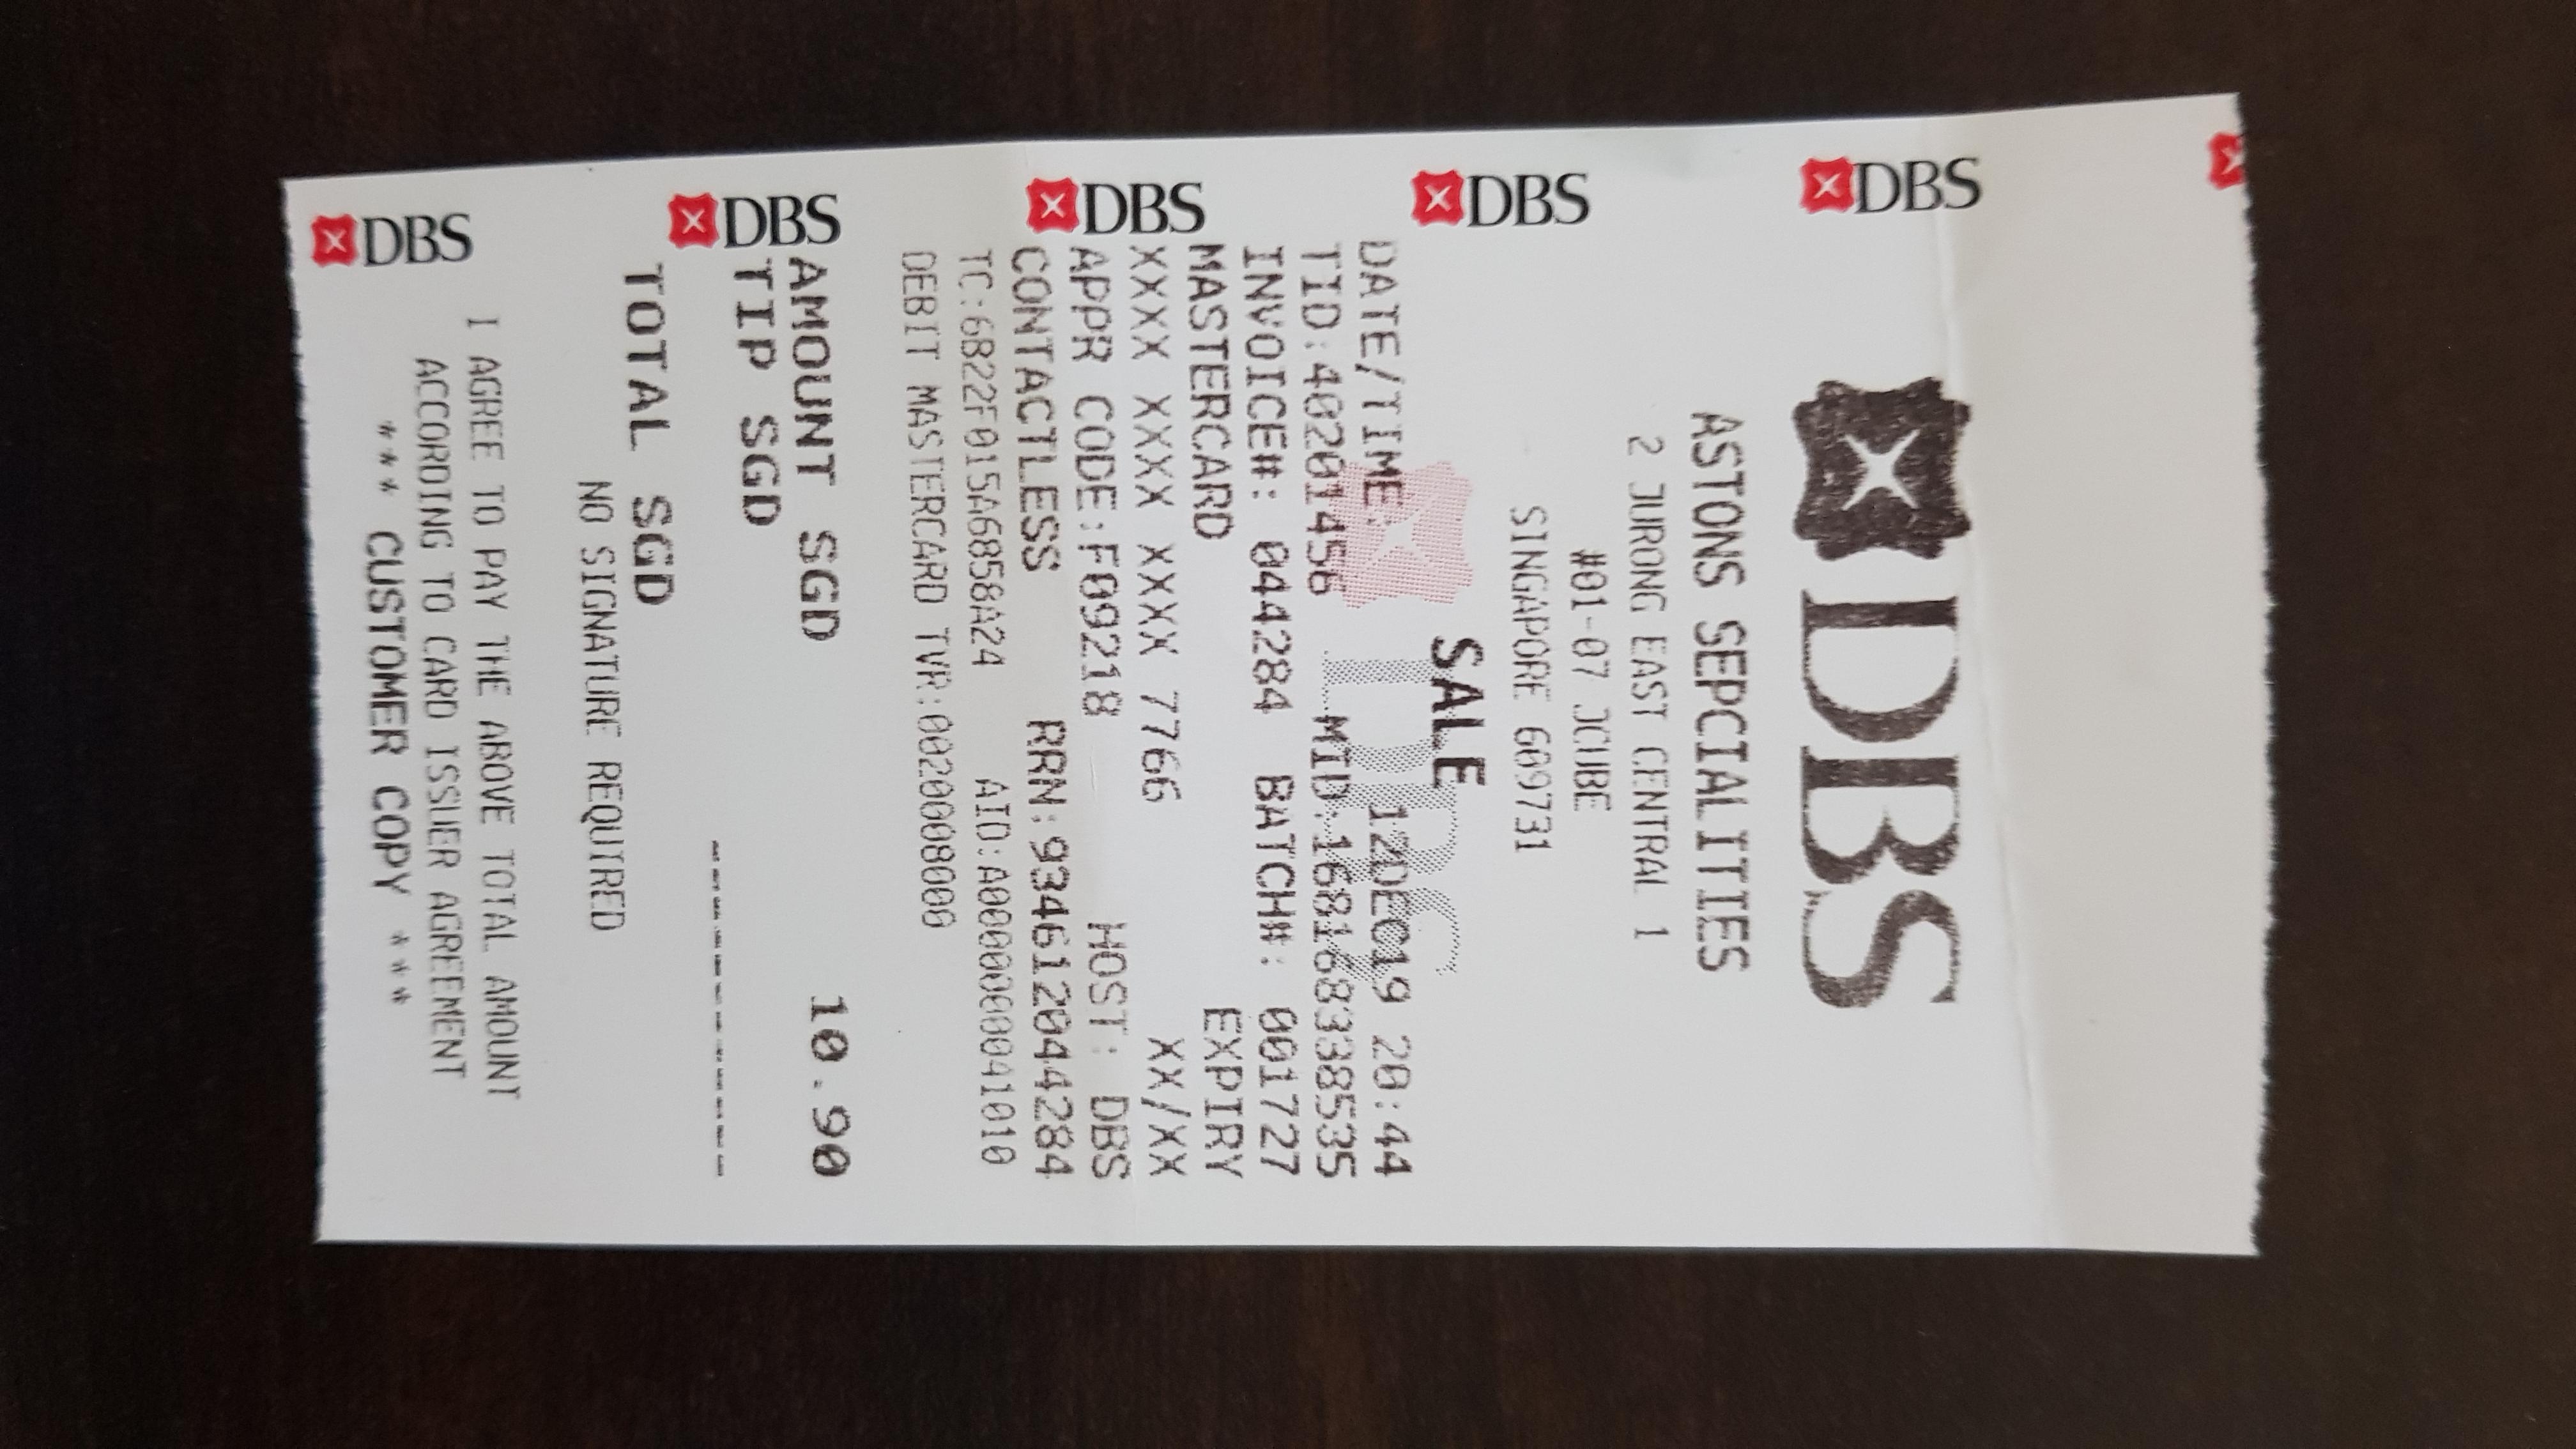 DBS
ASTONS SEPCIALITIES
2 JURONG EAST CENTRAL 1
#01-07 JCUBE
SINGAPORE 609731
SALE
DATE/TIME: 12DEC19 20:44
TID:40201456 MID:168168338535
INVOICE#: 044284 BATCH#: 001727
MASTERCARD EXPIRY
XXXX XXXX XXXX 7766 XX/XX
APPR CODE:F09218 HOST: DBS
CONTACTLESS RRN:934612044284
TC:6B22F015A6858A24 AID:A0000000041010
DEBIT MASTERCARD TVR:0020008000
AMOUNT SGD 10.90
TIP SGD
TOTAL SGD
NO SIGNATURE REQUIRED
I AGREE TO PAY THE ABOVE TOTAL AMOUNT
ACCORDING TO CARD ISSUER AGREEMENT
*** CUSTOMER COPY ***
DBS
DBS
DBS
DBS
DBS
DBS